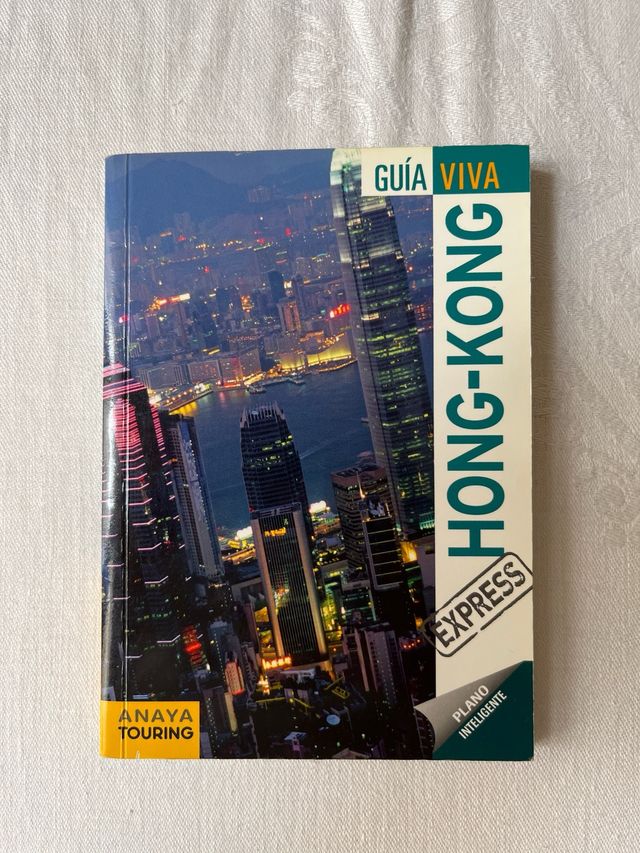 GUÍA VIVA
HONG-KONG
EXPRESS
PLANO
INTELIGENTE
ANAYA
TOURING